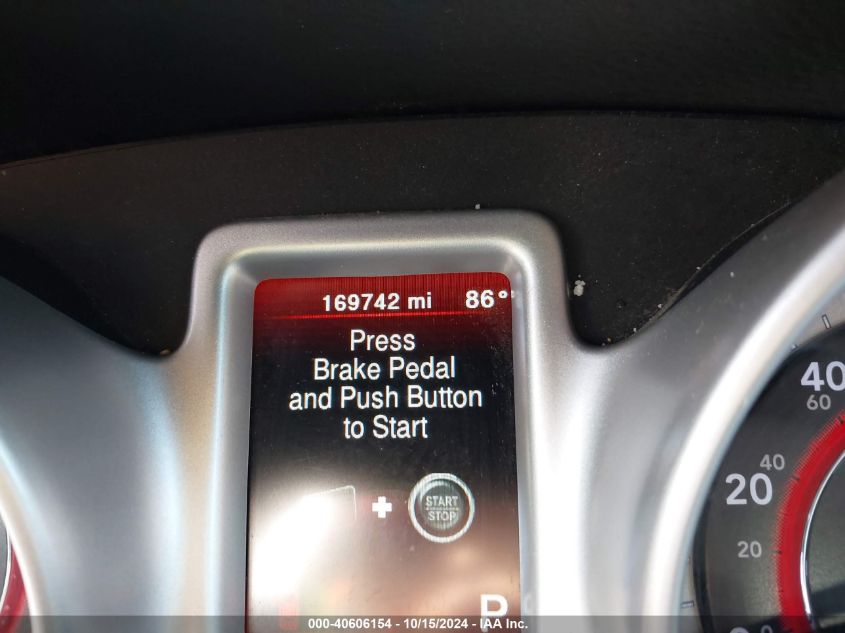 169742 mi 86°
Press
Brake Pedal
and Push Button
to Start
START
STOP
40
60
40
20
20
P
000-40606154 - 10/15/2024 - IAA Inc.